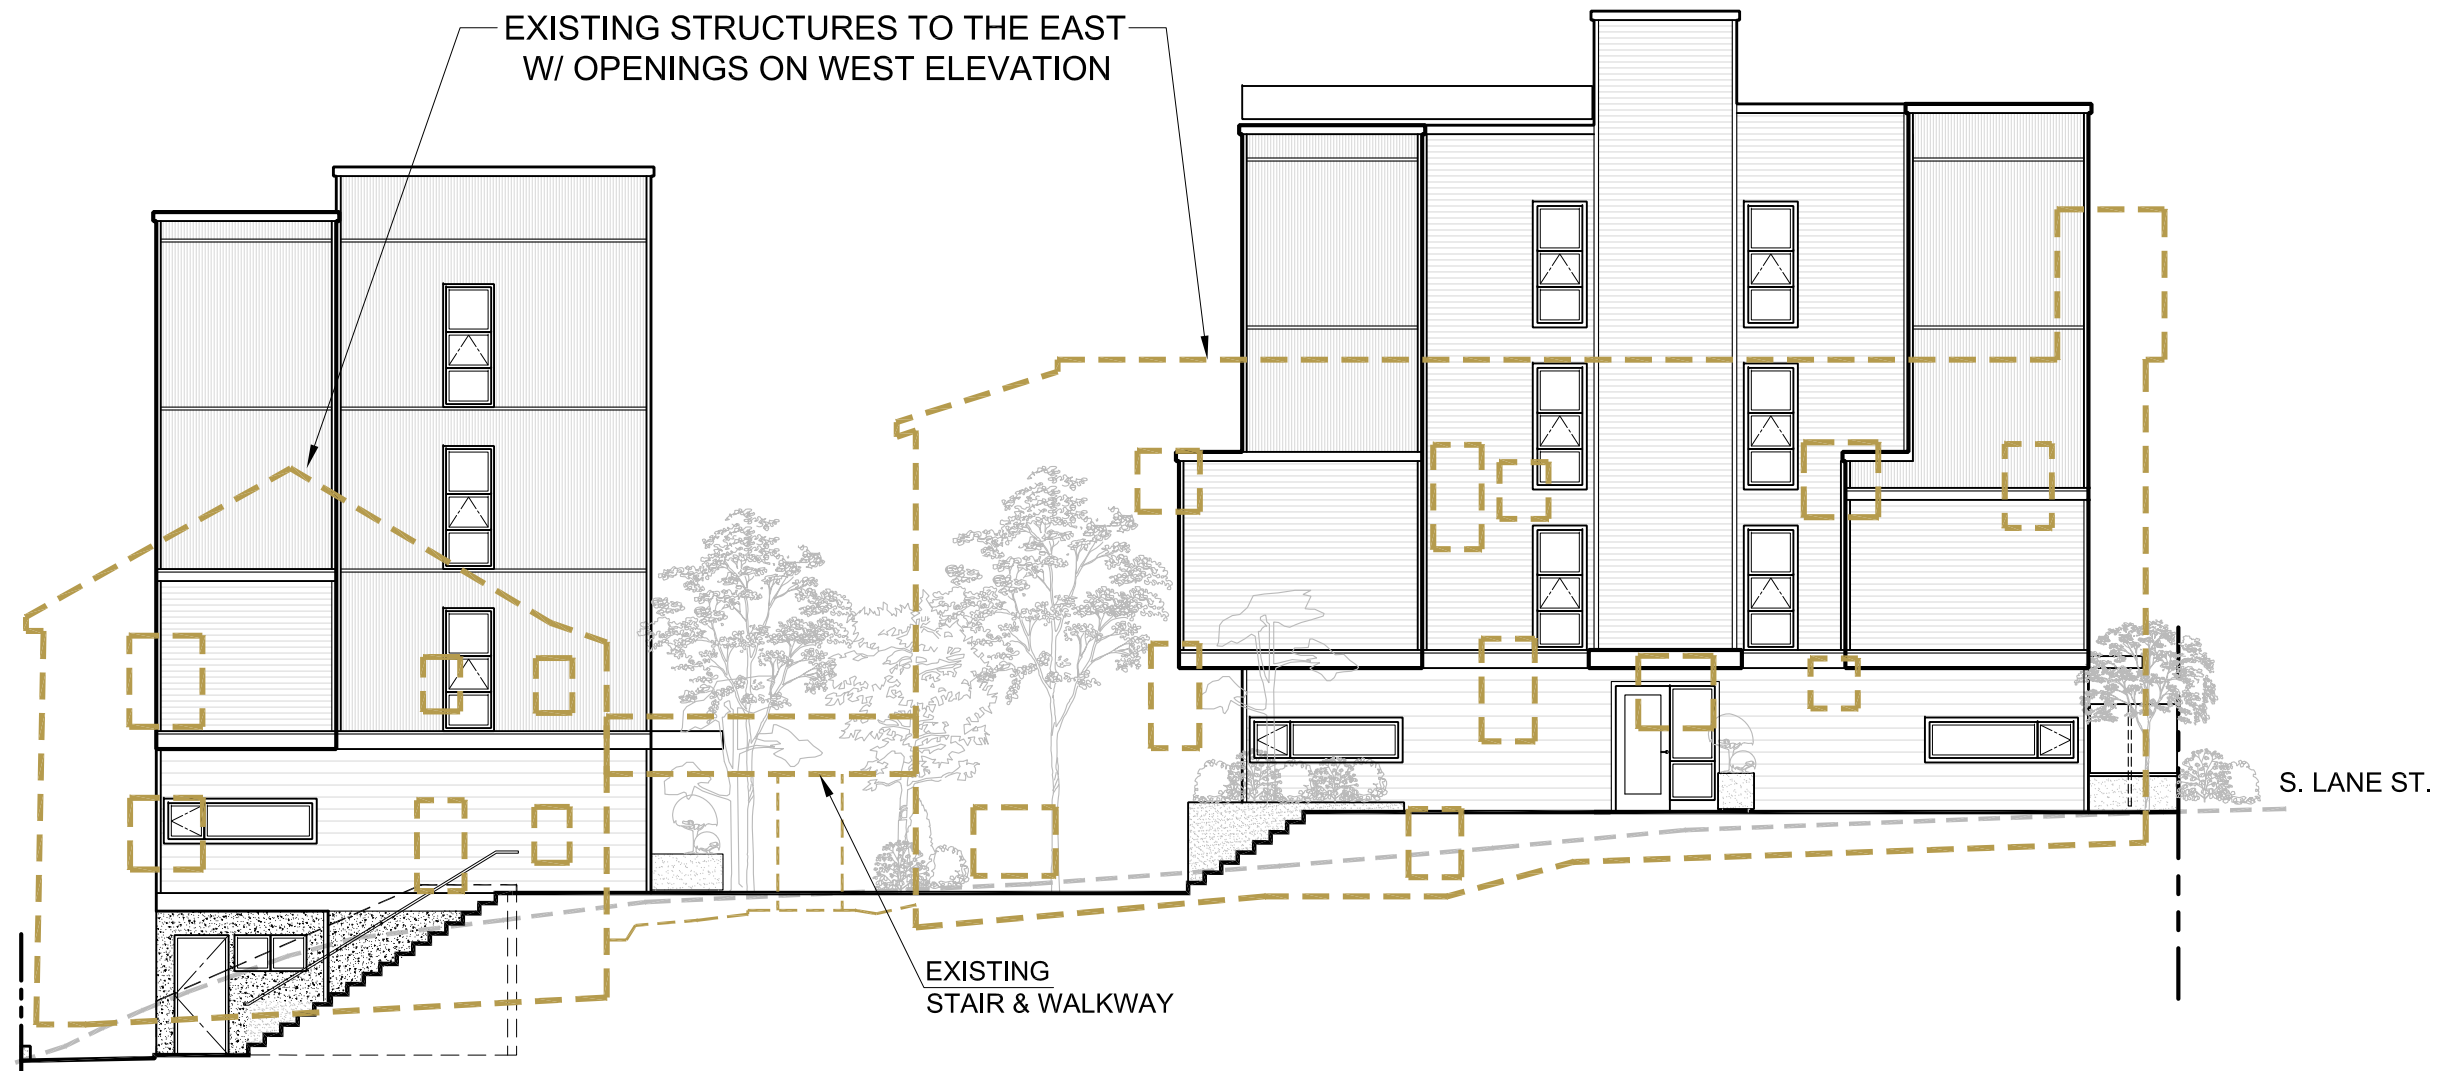 EXISTING STRUCTURES TO THE EAST
W/ OPENINGS ON WEST ELEVATION
S. LANE ST.
EXISTING
STAIR & WALKWAY